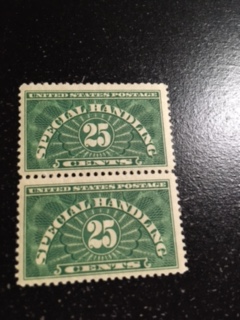 UNITED STATES POSTAGE
SPECIAL HANDLING
25
CENTS
UNITED STATES POSTAGE
SPECIAL HANDLING
25
CENTS